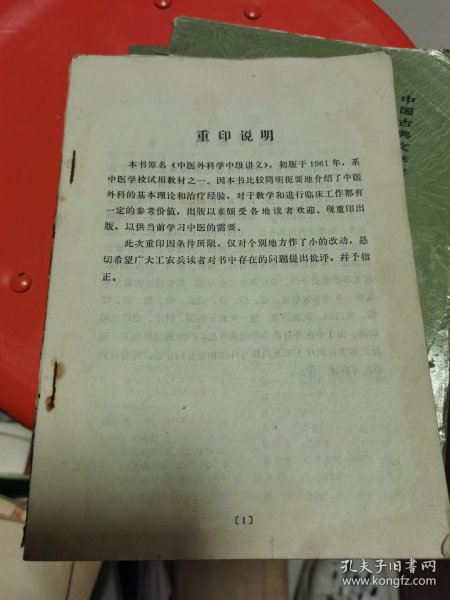 重印说明
本书原名《中医外科学中级讲义》，初版于1961年，系
中医学校试用教材之一。因本书比较简明扼要地介绍了中医
外科的基本理论和治疗经验，对于教学和进行临床工作都有
一定的参考价值，出版以来颇受各地读者欢迎。现重印出
版，以供当前学习中医的需要。
此次重印因条件所限，仅对个别地方作了小的改动，恳
切希望广大工农兵读者对书中存在的问题提出批评，并予指
正。
[1]
中国古典文学
孔夫子旧书网
www.kongfz.com